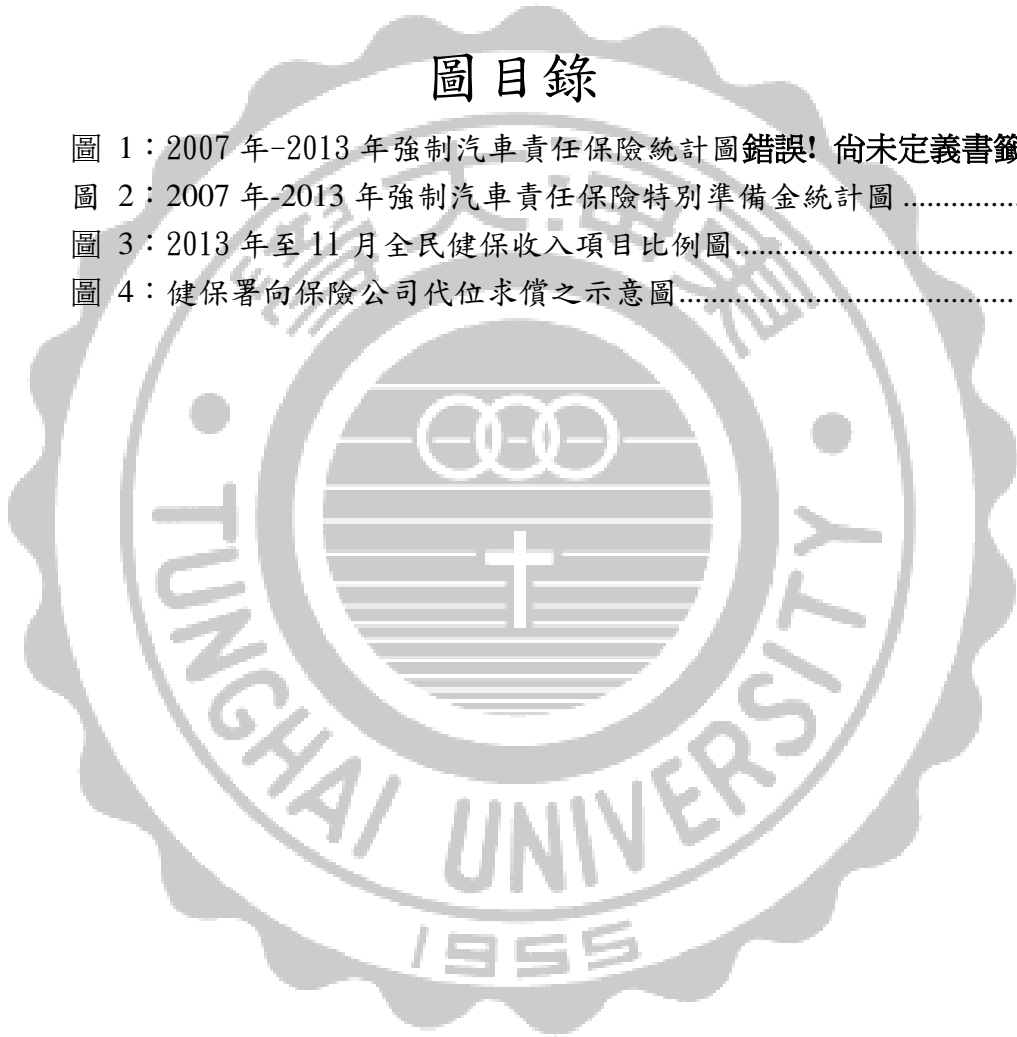 圖目錄
圖 1：2007 年-2013 年強制汽車責任保險統計圖錯誤! 尚未定義書籤
圖 2：2007 年-2013 年強制汽車責任保險特別準備金統計圖 ...............
圖 3：2013 年至 11 月全民健保收入項目比例圖.....................................
圖 4：健保署向保險公司代位求償之示意圖............................................
東海大學
TUNGHAI UNIVERSITY
1955